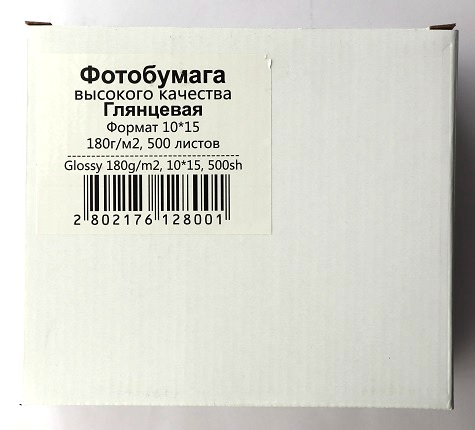 Фотобумага
высокого качества
Глянцевая
Формат 10*15
180г/м2, 500 листов
Glossy 180g/m2, 10*15, 500sh
2 802176 128001